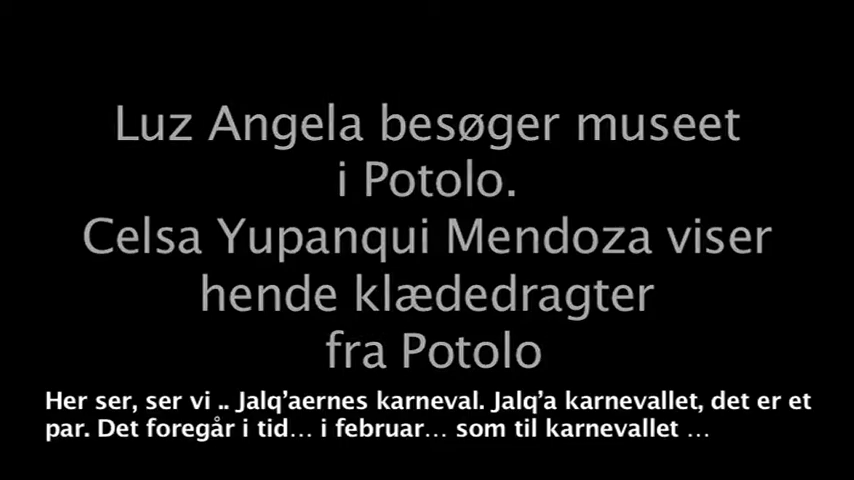 Luz Angela besøger museet
i Potolo.
Celsa Yupanqui Mendoza viser
hende klædedragter
fra Potolo
Her ser, ser vi .. Jalq’aernes karneval. Jalq’a karnevallet, det er et
par. Det foregår i tid... i februar... som til karnevallet ...